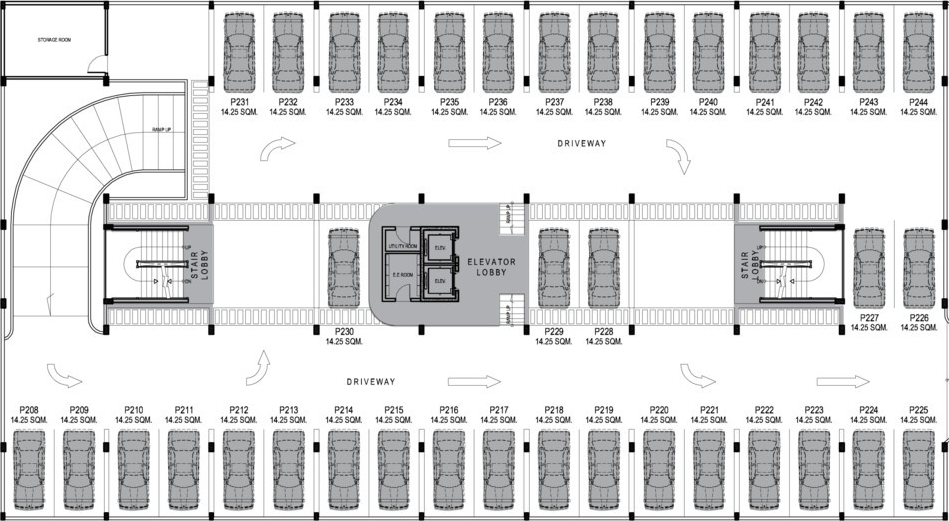 STORAGE ROOM
P231
14.25 SQM.
P232
14.25 SQM.
P233
14.25 SQM.
P234
14.25 SQM.
P235
14.25 SQM.
P236
14.25 SQM.
P237
14.25 SQM.
P238
14.25 SQM.
P239
14.25 SQM.
P240
14.25 SQM.
P241
14.25 SQM.
P242
14.25 SQM.
P243
14.25 SQM.
P244
14.25 SQM.
RAMP UP
DRIVEWAY
RAMP UP
UP
STAIR
LOBBY
DN
UTILITY ROOM
ELEV.
E.E ROOM
ELEV.
ELEVATOR
LOBBY
UP
STAIR
LOBBY
DN
RAMP UP
P230
14.25 SQM.
P229
14.25 SQM.
P228
14.25 SQM.
P227
14.25 SQM.
P226
14.25 SQM.
DRIVEWAY
P208
14.25 SQM.
P209
14.25 SQM.
P210
14.25 SQM.
P211
14.25 SQM.
P212
14.25 SQM.
P213
14.25 SQM.
P214
14.25 SQM.
P215
14.25 SQM.
P216
14.25 SQM.
P217
14.25 SQM.
P218
14.25 SQM.
P219
14.25 SQM.
P220
14.25 SQM.
P221
14.25 SQM.
P222
14.25 SQM.
P223
14.25 SQM.
P224
14.25 SQM.
P225
14.25 SQM.